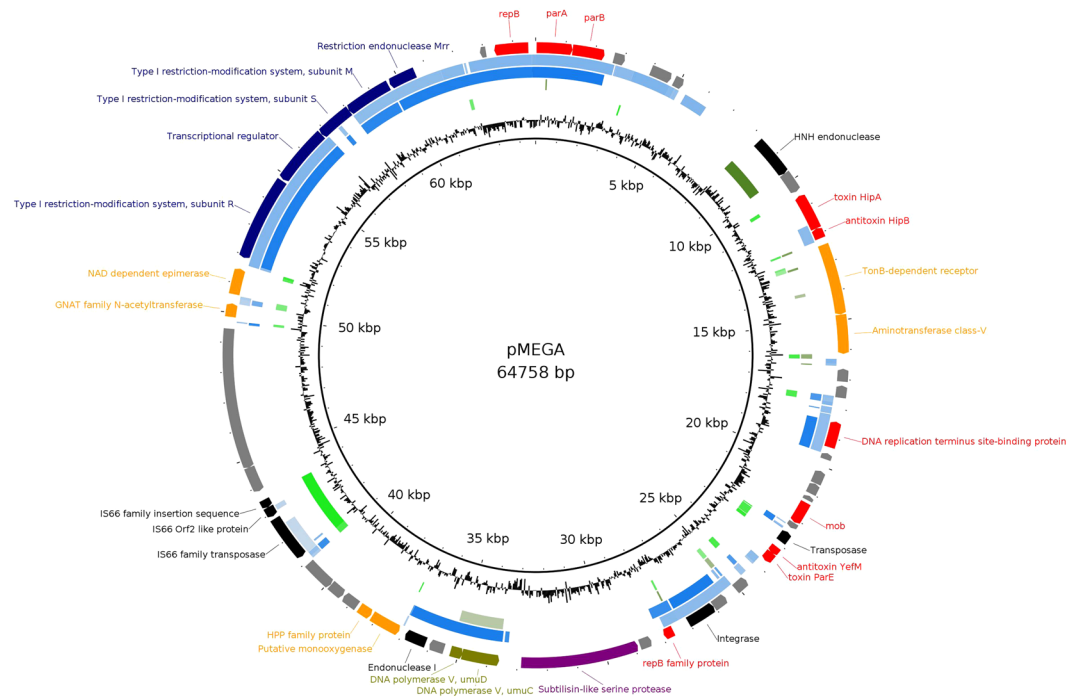 repB
parA
parB
Restriction endonuclease Mrr
Type I restriction-modification system, subunit M
Type I restriction-modification system, subunit S
Transcriptional regulator
Type I restriction-modification system, subunit R
NAD dependent epimerase
GNAT family N-acetyltransferase
HNH endonuclease
toxin HipA
antitoxin HipB
TonB-dependent receptor
Aminotransferase class-V
DNA replication terminus site-binding protein
mob
Transposase
antitoxin YefM
toxin ParE
Integrase
repB family protein
Subtilisin-like serine protease
DNA polymerase V, umuC
DNA polymerase V, umuD
Endonuclease I
Putative monooxygenase
HPP family protein
IS66 family transposase
IS66 Orf2 like protein
IS66 family insertion sequence
60 kbp
5 kbp
55 kbp
10 kbp
50 kbp
15 kbp
pMEGA
64758 bp
45 kbp
20 kbp
40 kbp
25 kbp
35 kbp
30 kbp